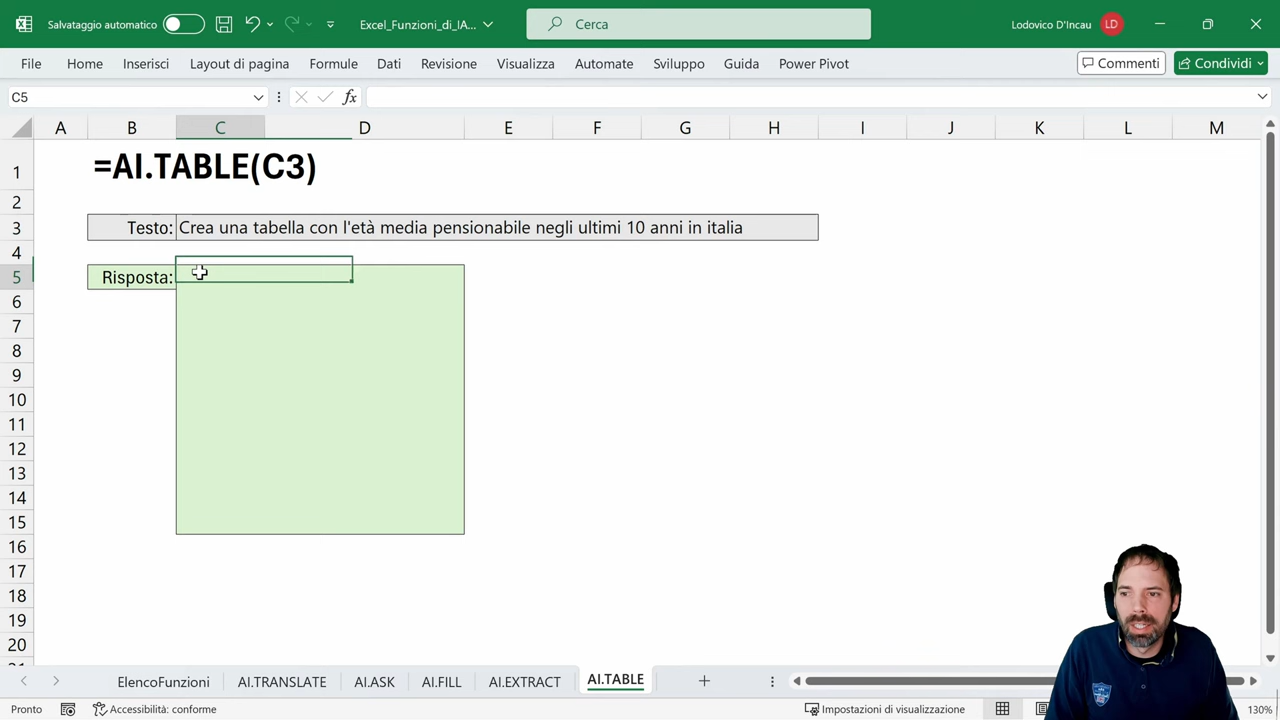 Salvataggio automatico
Excel_Funzioni_di_IA...
Cerca
Lodovico D'Incau
LD
File
Home
Inserisci
Layout di pagina
Formule
Dati
Revisione
Visualizza
Automate
Sviluppo
Guida
Power Pivot
Commenti
Condividi
C5
fx
A B C D E F G H I J K L M
1
=AI.TABLE(C3)
2
3
Testo: Crea una tabella con l'età media pensionabile negli ultimi 10 anni in italia
4
5
Risposta:
6
7
8
9
10
11
12
13
14
15
16
17
18
19
20
ElencoFunzioni
AI.TRANSLATE
AI.ASK
AI.FILL
AI.EXTRACT
AI.TABLE
Pronto
Accessibilità: conforme
Impostazioni di visualizzazione
130%